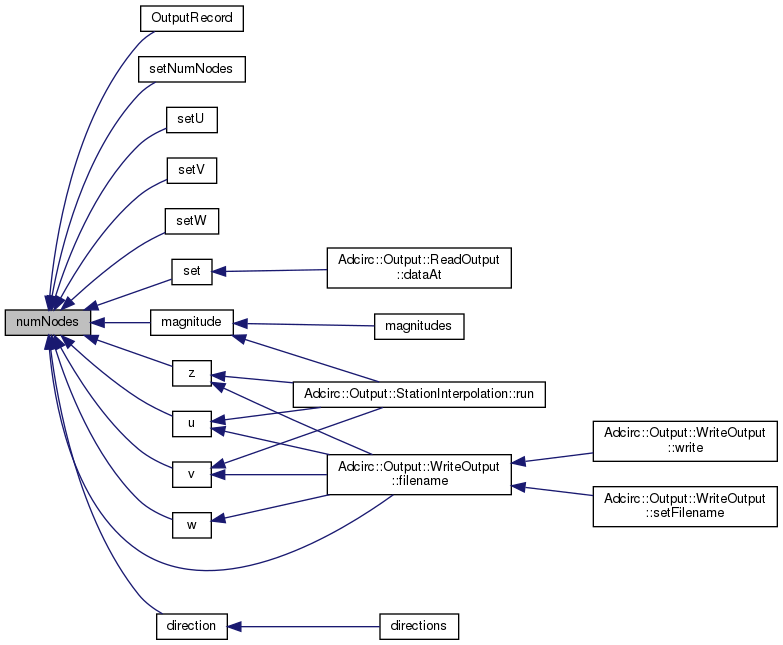 OutputRecord
setNumNodes
setU
setV
setW
set
Adcirc::Output::ReadOutput
::dataAt
numNodes
magnitude
magnitudes
z
Adcirc::Output::StationInterpolation::run
u
v
Adcirc::Output::WriteOutput
::filename
Adcirc::Output::WriteOutput
::write
Adcirc::Output::WriteOutput
::setFilename
w
direction
directions